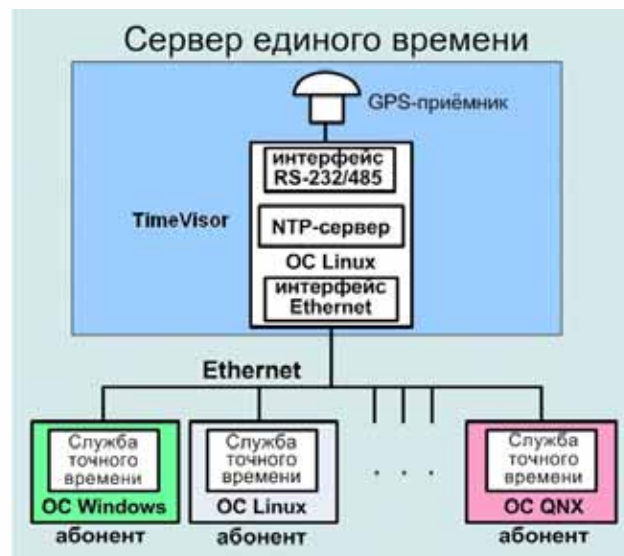 Сервер единого времени
GPS-приёмник
интерфейс
RS-232/485
TimeVisor
NTP-сервер
ОС Linux
интерфейс
Ethernet
Ethernet
Служба
точного
времени
ОС Windows
абонент
Служба
точного
времени
ОС Linux
абонент
. . .
Служба
точного
времени
ОС QNX
абонент